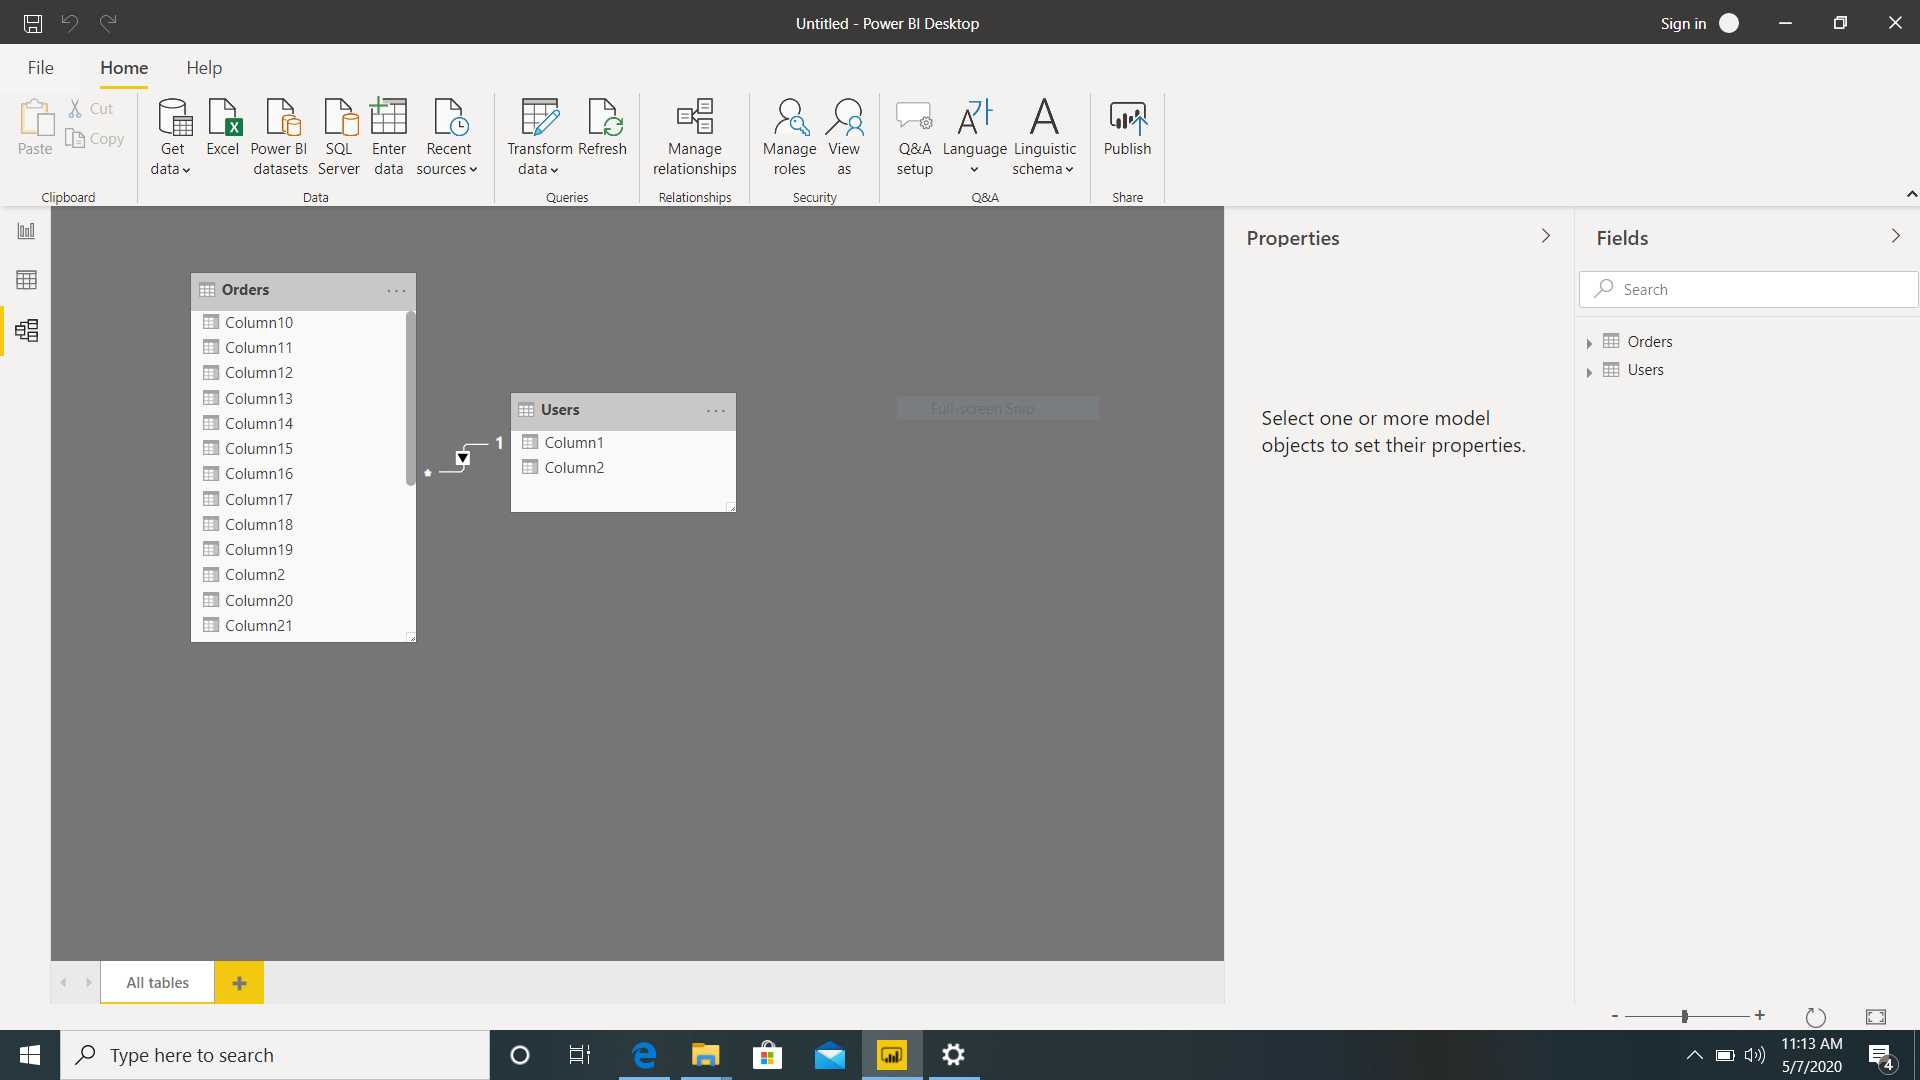 Untitled - Power BI Desktop
Sign in
File
Home
Help
Paste
Cut
Copy
Clipboard
Get data
Excel
Power BI datasets
SQL Server
Enter data
Recent sources
Data
Transform data
Refresh
Queries
Manage relationships
Relationships
Manage roles
View as
Security
Q&A setup
Language
Linguistic schema
Q&A
Publish
Share
Orders
Column10
Column11
Column12
Column13
Column14
Column15
Column16
Column17
Column18
Column19
Column2
Column20
Column21
* 1
Users
Column1
Column2
Full-screen Snip
Properties
Select one or more model
objects to set their properties.
Fields
Search
Orders
Users
All tables
Type here to search
11:13 AM
5/7/2020
4